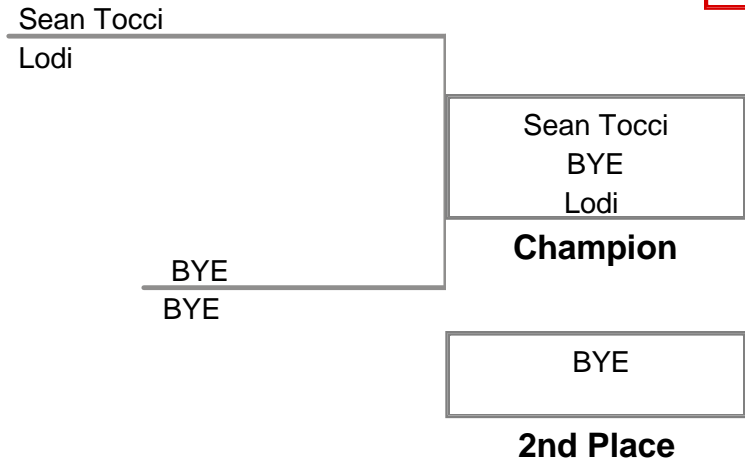 Sean Tocci
Lodi
Sean Tocci
BYE
Lodi
Champion
BYE
BYE
BYE
2nd Place